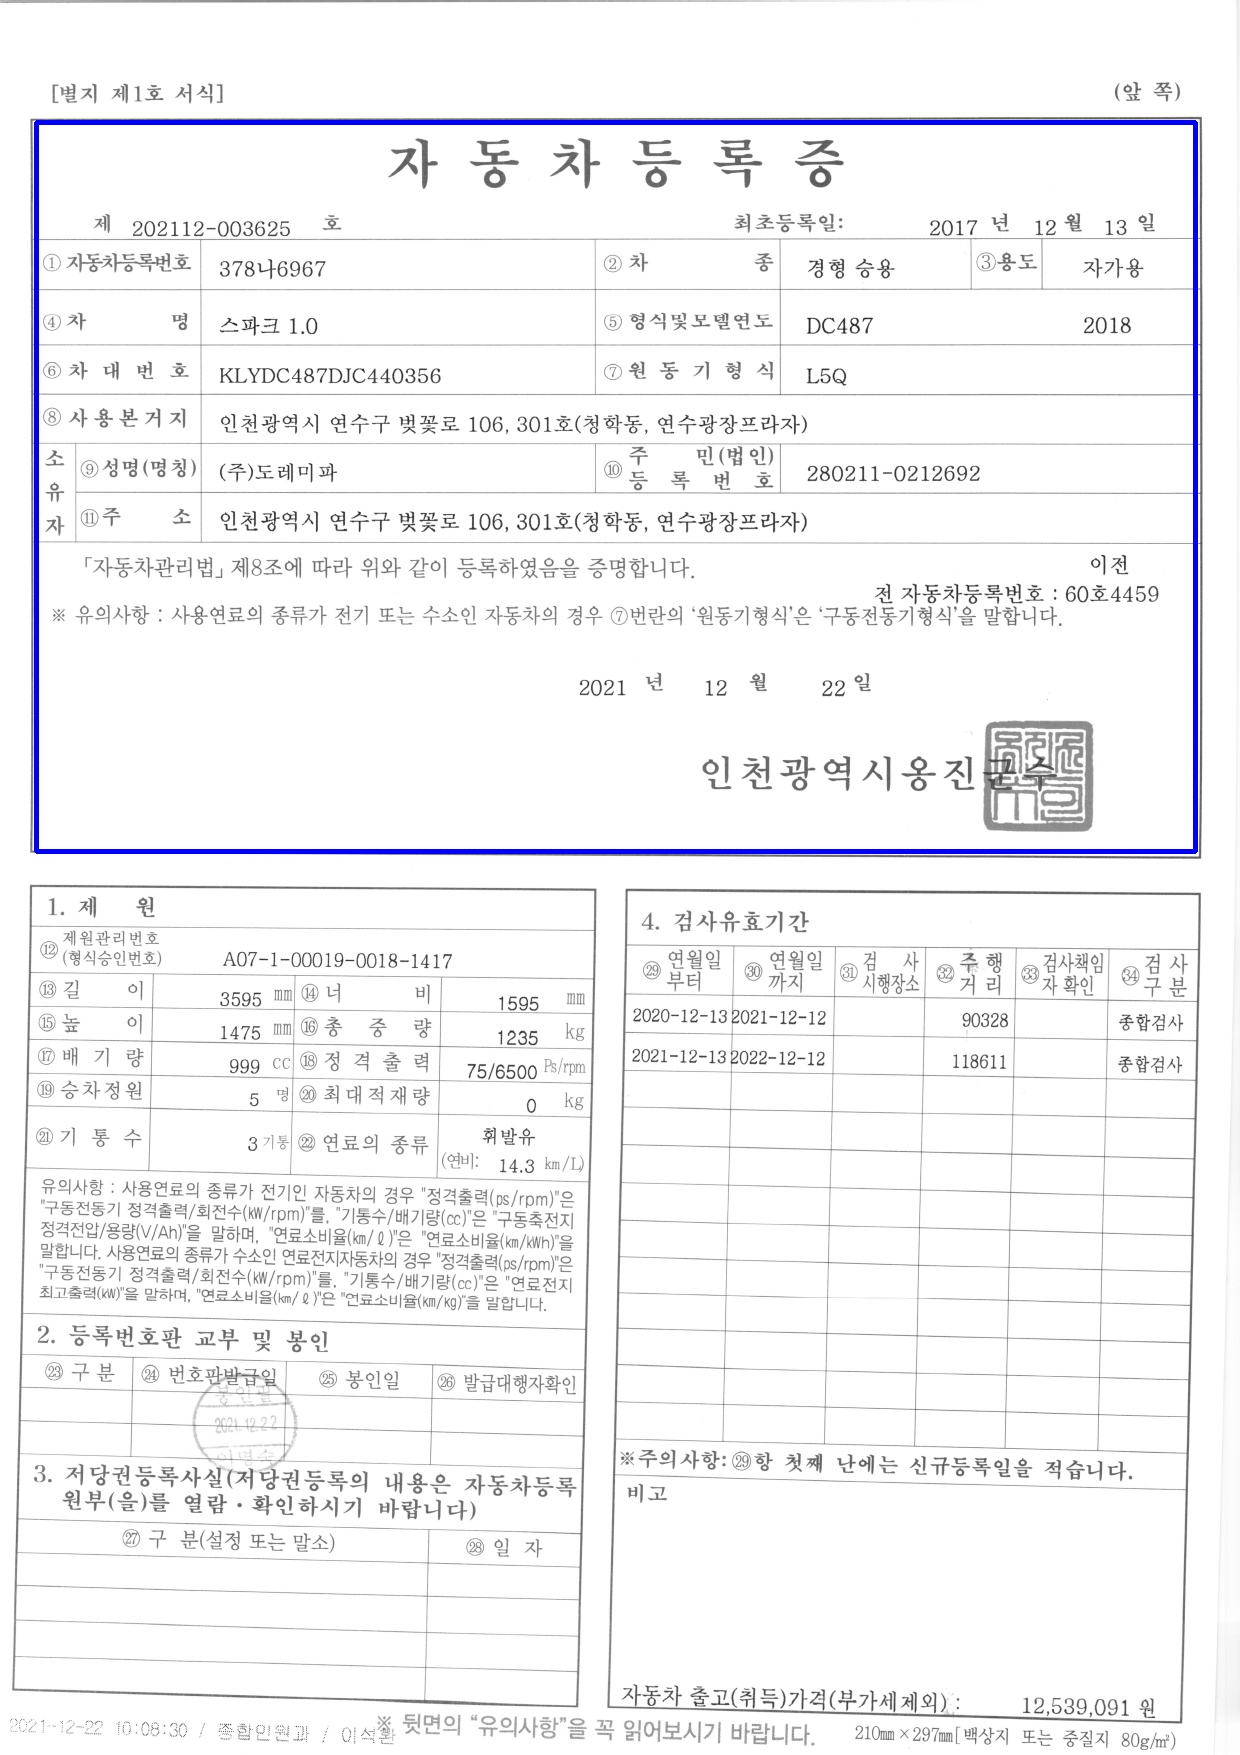 [별지 제1호 서식] (앞 쪽)
자동차등록증
제 202112-003625 호 최초등록일: 2017 년 12 월 13 일
① 자동차등록번호 378나6967 ② 차 종 경형 승용 ③용도 자가용
④ 차 명 스파크 1.0 ⑤ 형식및모델연도 DC487 2018
⑥ 차 대 번 호 KLYDC487DJC440356 ⑦ 원 동 기 형 식 L5Q
⑧ 사용본거지 인천광역시 연수구 벚꽃로 106, 301호(청학동, 연수광장프라자)
소유자 ⑨성명(명칭) (주)도레미파 ⑩ 주 민(법인) 등 록 번 호 280211-0212692
⑪주 소 인천광역시 연수구 벚꽃로 106, 301호(청학동, 연수광장프라자)
「자동차관리법」 제8조에 따라 위와 같이 등록하였음을 증명합니다. 이전
전 자동차등록번호 : 60호4459
※ 유의사항 : 사용연료의 종류가 전기 또는 수소인 자동차의 경우 ⑦번란의 '원동기형식'은 '구동전동기형식'을 말합니다.
2021 년 12 월 22 일
인천광역시옹진군수
1. 제 원
⑫ 제원관리번호 (형식승인번호) A07-1-00019-0018-1417
⑬ 길 이 3595 mm ⑭ 너 비 1595 mm
⑮ 높 이 1475 mm ⑯ 총 중 량 1235 kg
⑰ 배 기 량 999 cc ⑱ 정 격 출 력 75/6500 Ps/rpm
⑲ 승차정원 5 명 ⑳ 최대적재량 0 kg
㉑ 기 통 수 3 기통 ㉒ 연료의 종류 휘발유
(연비: 14.3 km/L)
유의사항 : 사용연료의 종류가 전기인 자동차의 경우 "정격출력(ps/rpm)"은
"구동전동기 정격출력/회전수(kW/rpm)"를, "기통수/배기량(cc)"은 "구동축전지
정격전압/용량(V/Ah)"을 말하며, "연료소비율(km/ℓ)"은 "연료소비율(km/kWh)"을
말합니다. 사용연료의 종류가 수소인 연료전지자동차의 경우 "정격출력(ps/rpm)"은
"구동전동기 정격출력/회전수(kW/rpm)"를, "기통수/배기량(cc)"은 "연료전지
최고출력(kW)"을 말하며, "연료소비율(km/ℓ)"은 "연료소비율(km/kg)"을 말합니다.
2. 등록번호판 교부 및 봉인
㉓ 구 분 ㉔ 번호판발급일 ㉕ 봉인일 ㉖ 발급대행자확인
봉인필
2021.12.22
3. 저당권등록사실(저당권등록의 내용은 자동차등록
원부(을)를 열람·확인하시기 바랍니다)
㉗ 구 분(설정 또는 말소) ㉘ 일 자
4. 검사유효기간
㉙ 연월일 부터 ㉚ 연월일 까지 ㉛ 검 사 시행장소 ㉜ 주 행 거 리 ㉝ 검사책임 자 확인 ㉞ 검 사 구 분
2020-12-13 2021-12-12 90328 종합검사
2021-12-13 2022-12-12 118611 종합검사
※주의사항: ㉙항 첫째 난에는 신규등록일을 적습니다.
비고
자동차 출고(취득)가격(부가세제외) : 12,539,091 원
2021-12-22 10:08:30 / 종합민원과 / 이석환 ※ 뒷면의 "유의사항"을 꼭 읽어보시기 바랍니다. 210mm×297mm[백상지 또는 중질지 80g/㎡)